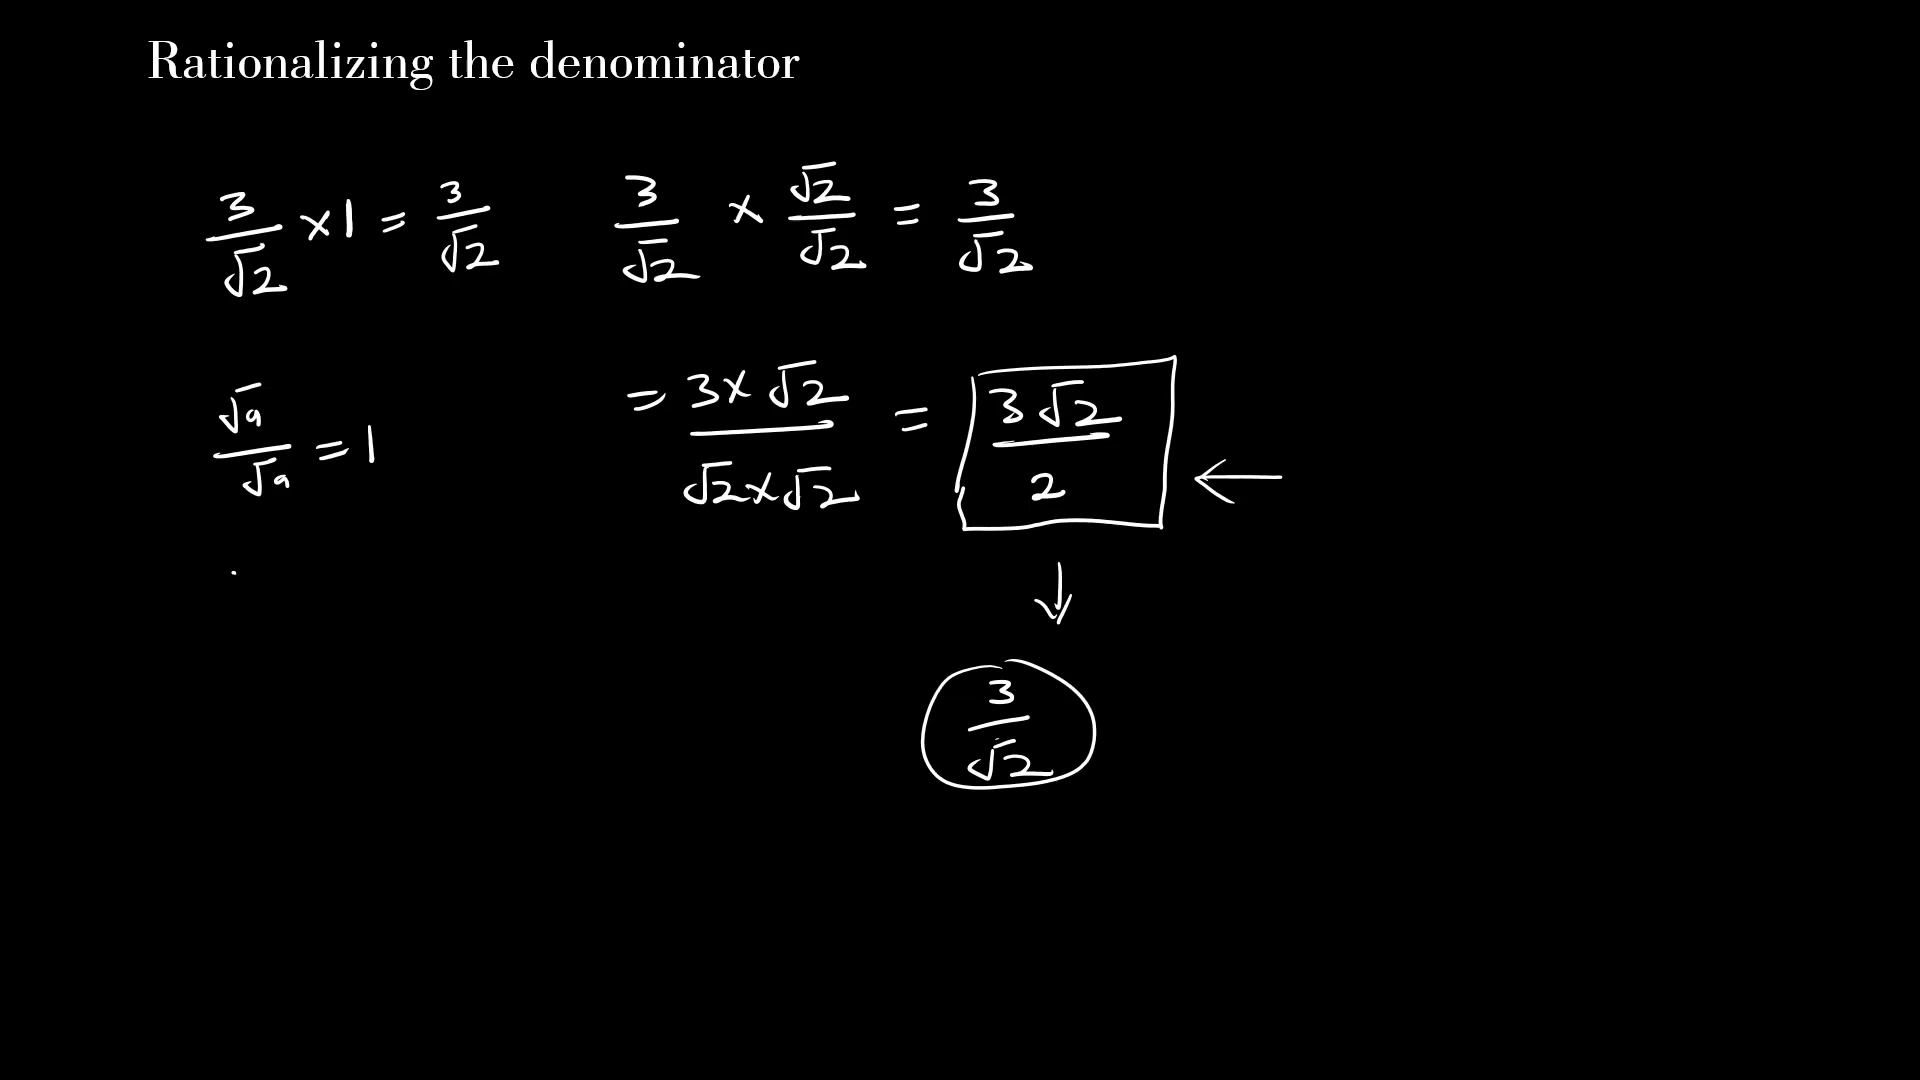 Rationalizing the denominator
3/√2 × 1 = 3/√2
3/√2 × √2/√2 = 3/√2
√a/√a = 1
= 3×√2/√2×√2 = 3√2/2 ←
↓
3/√2